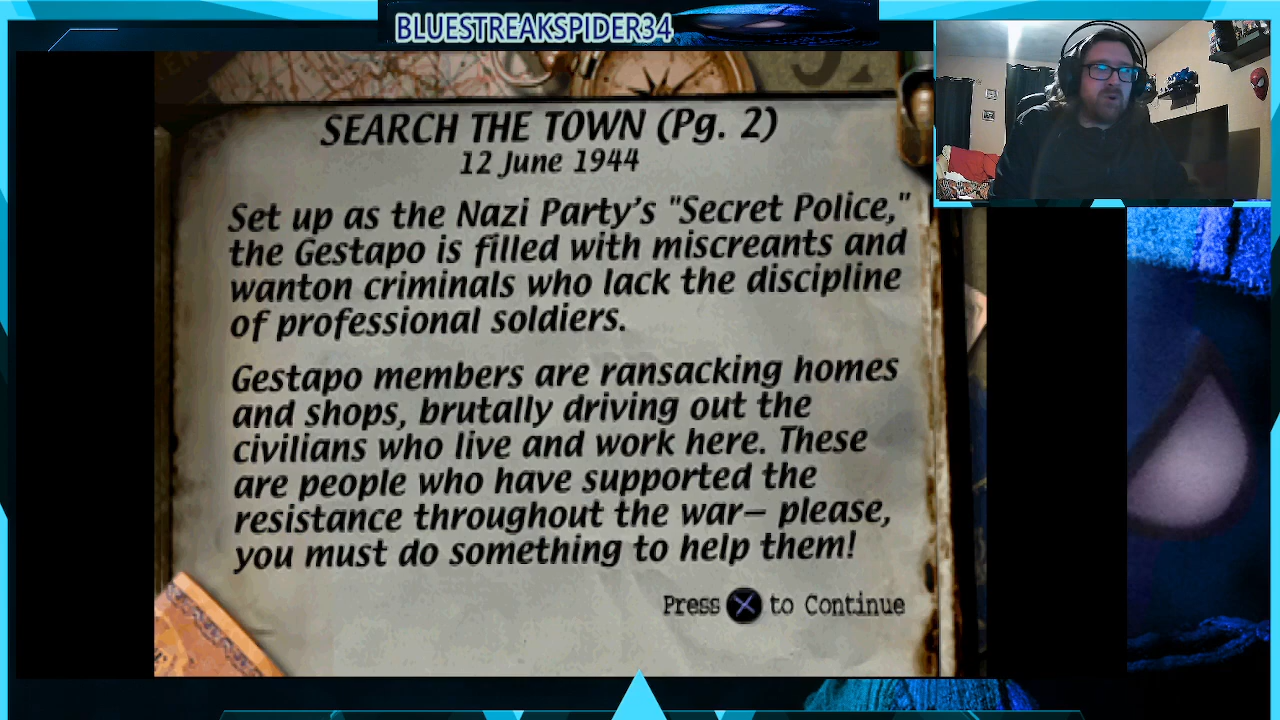 BLUESTREAKSPIDER34
SEARCH THE TOWN (Pg. 2)
12 June 1944
Set up as the Nazi Party's "Secret Police,"
the Gestapo is filled with miscreants and
wanton criminals who lack the discipline
of professional soldiers.
Gestapo members are ransacking homes
and shops, brutally driving out the
civilians who live and work here. These
are people who have supported the
resistance throughout the war— please,
you must do something to help them!
Press to Continue